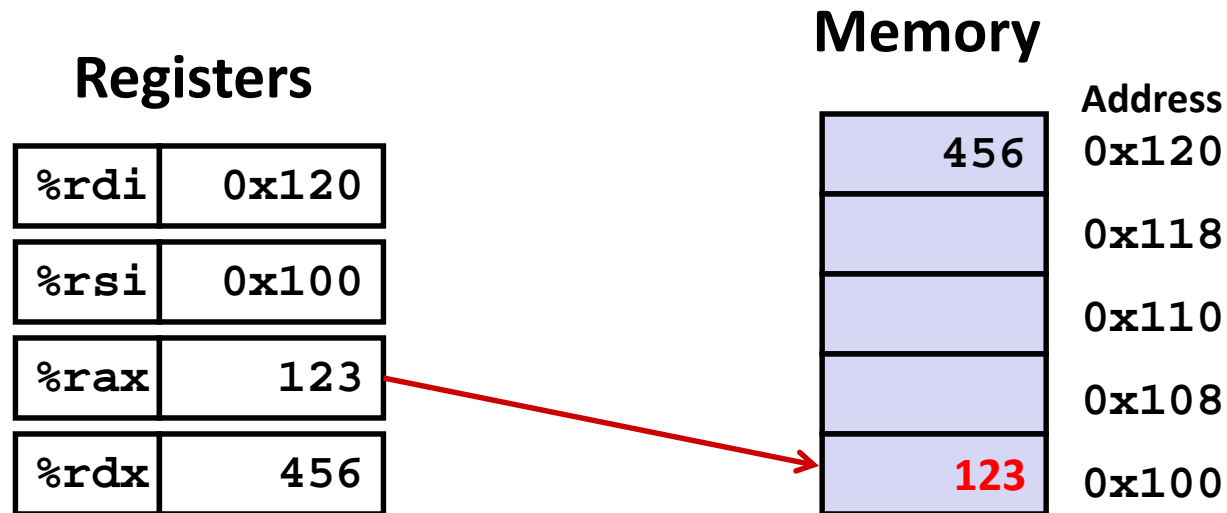 Registers
%rdi 0x120
%rsi 0x100
%rax 123
%rdx 456
Memory
Address
456 0x120
0x118
0x110
0x108
123 0x100